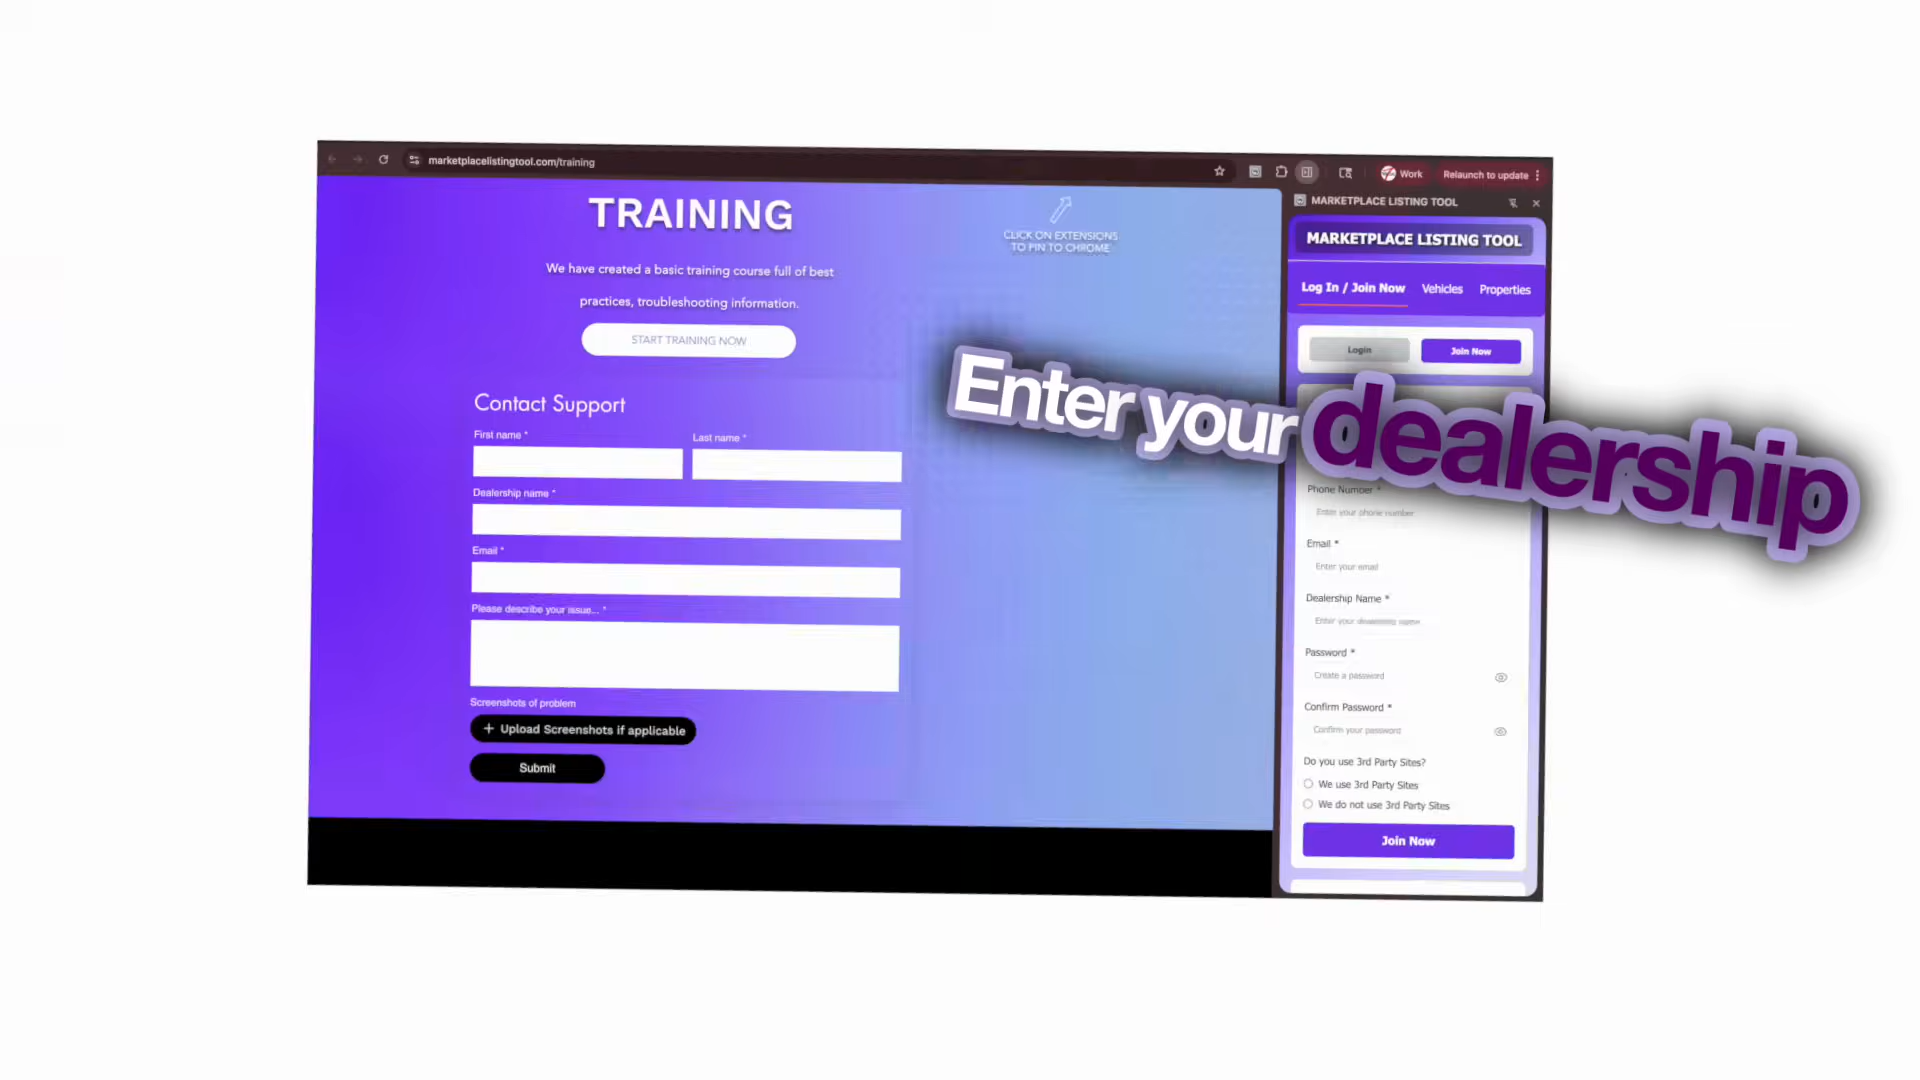 marketplacelistingtool.com/training
Work
Relaunch to update
TRAINING
We have created a basic training course full of best
practices, troubleshooting information.
START TRAINING NOW
CLICK ON EXTENSIONS
TO PIN TO CHROME
Contact Support
First name *
Last name *
Dealership name *
Email *
Please describe your issue... *
Screenshots of problem
+ Upload Screenshots if applicable
Submit
Enter your dealership
MARKETPLACE LISTING TOOL
MARKETPLACE LISTING TOOL
Log In / Join Now Vehicles Properties
Login
Join Now
Phone Number *
Enter your phone number
Email *
Enter your email
Dealership Name *
Enter your dealership name
Password *
Create a password
Confirm Password *
Confirm your password
Do you use 3rd Party Sites?
We use 3rd Party Sites
We do not use 3rd Party Sites
Join Now